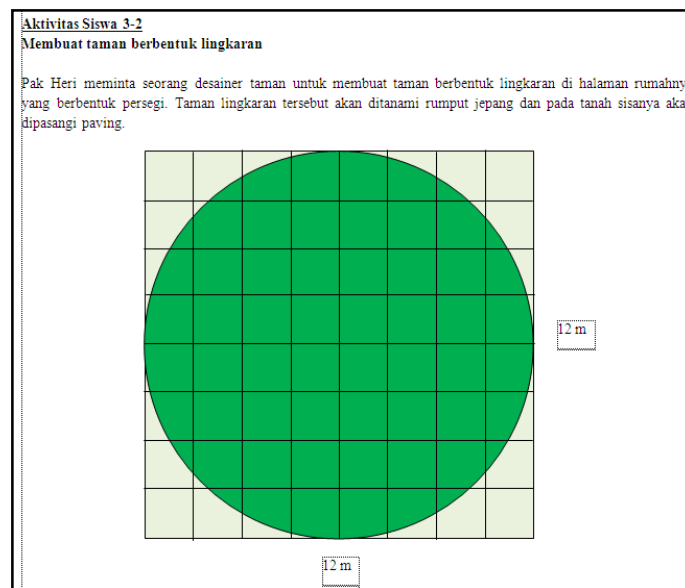 Aktivitas Siswa 3-2
Membuat taman berbentuk lingkaran
Pak Heri meminta seorang desainer taman untuk membuat taman berbentuk lingkaran di halaman rumahny
yang berbentuk persegi. Taman lingkaran tersebut akan ditanami rumput jepang dan pada tanah sisanya aka
dipasangi paving.
12 m
12 m